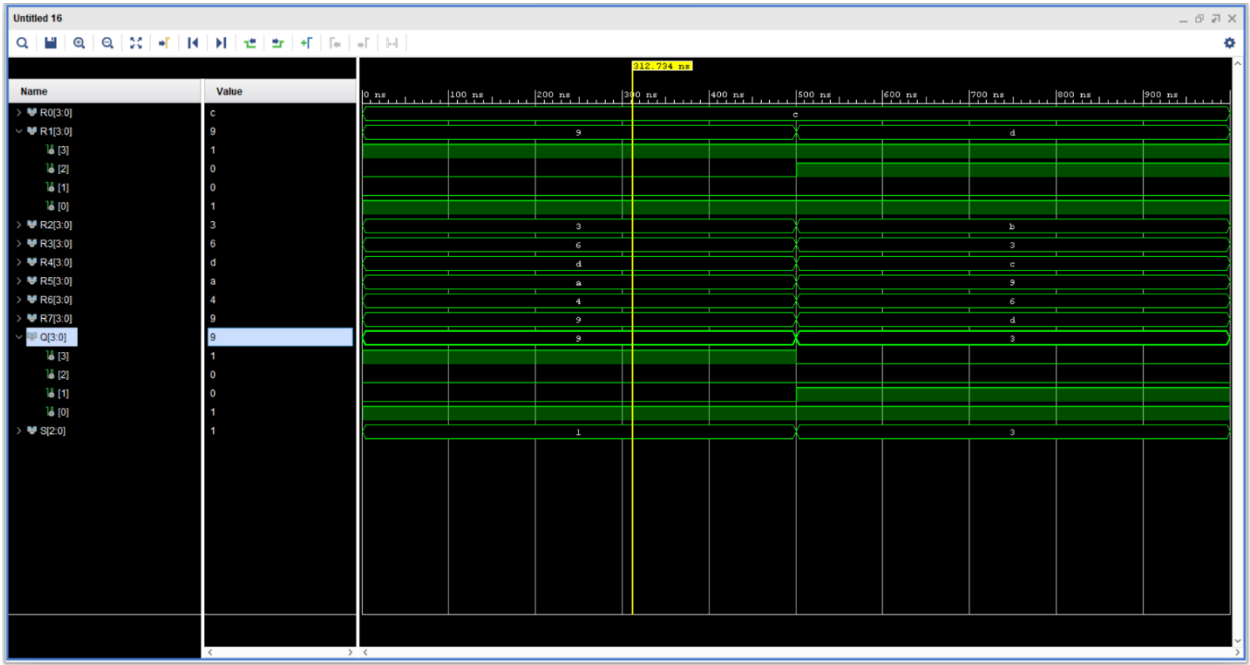 Untitled 16
312.734 ns
Name Value 0 ns 100 ns 200 ns 300 ns 400 ns 500 ns 600 ns 700 ns 800 ns 900 ns
R0[3:0] c c
R1[3:0] 9 9 d
[3] 1
[2] 0
[1] 0
[0] 1
R2[3:0] 3 3 b
R3[3:0] 6 6 3
R4[3:0] d d c
R5[3:0] a a 9
R6[3:0] 4 4 6
R7[3:0] 9 9 d
Q[3:0] 9 9 3
[3] 1
[2] 0
[1] 0
[0] 1
S[2:0] 1 1 3